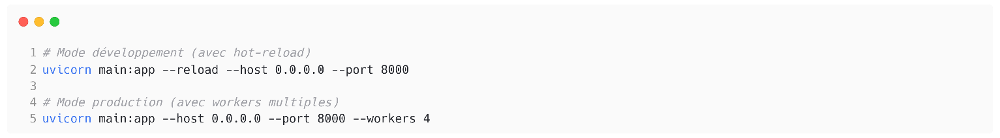 1 # Mode développement (avec hot-reload)
2 uvicorn main:app --reload --host 0.0.0.0 --port 8000
3
4 # Mode production (avec workers multiples)
5 uvicorn main:app --host 0.0.0.0 --port 8000 --workers 4